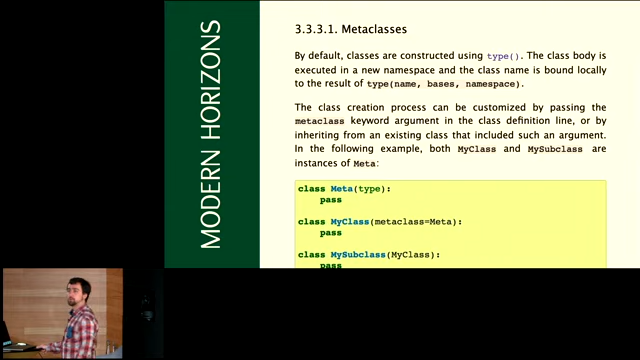 MODERN HORIZONS
3.3.3.1. Metaclasses
By default, classes are constructed using type(). The class body is
executed in a new namespace and the class name is bound locally
to the result of type(name, bases, namespace).
The class creation process can be customized by passing the
metaclass keyword argument in the class definition line, or by
inheriting from an existing class that included such an argument.
In the following example, both MyClass and MySubclass are
instances of Meta:
class Meta(type):
pass
class MyClass(metaclass=Meta):
pass
class MySubclass(MyClass):
pass